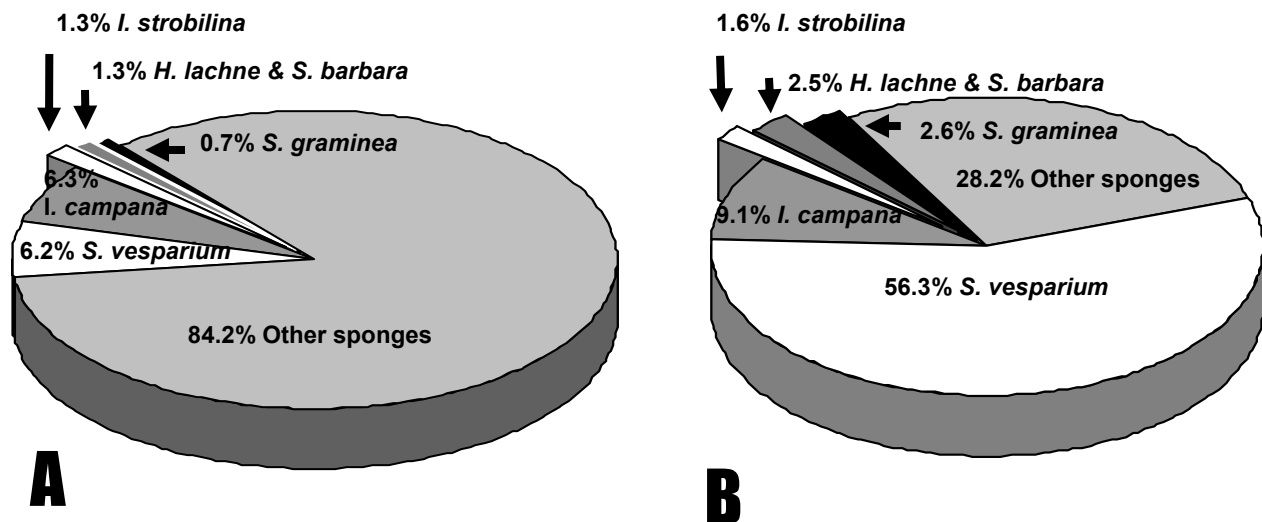 1.3% I. strobilina
1.3% H. lachne & S. barbara
0.7% S. graminea
6.3%
I. campana
6.2% S. vesparium
84.2% Other sponges
A
1.6% I. strobilina
2.5% H. lachne & S. barbara
2.6% S. graminea
28.2% Other sponges
9.1% I. campana
56.3% S. vesparium
B